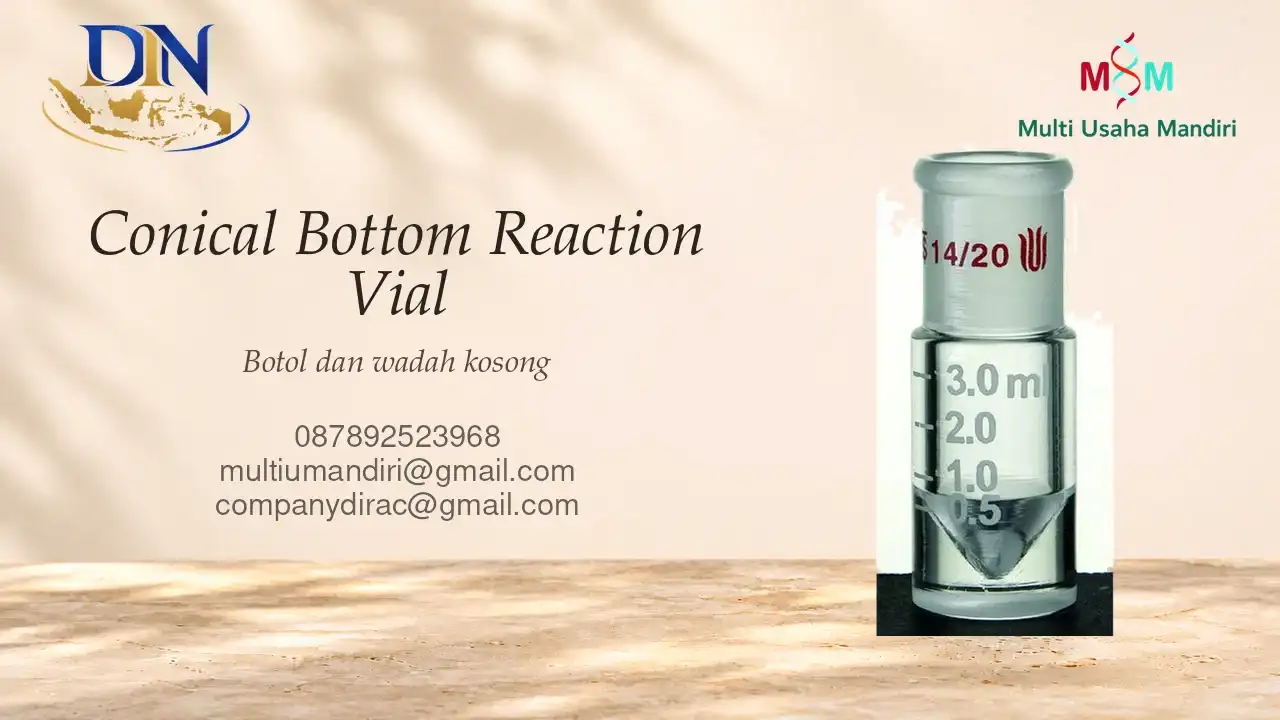 DIN
M M
Multi Usaha Mandiri
Conical Bottom Reaction
Vial
Botol dan wadah kosong
087892523968
multiumandiri@gmail.com
companydirac@gmail.com
14/20
3.0 ml
2.0
1.0
0.5